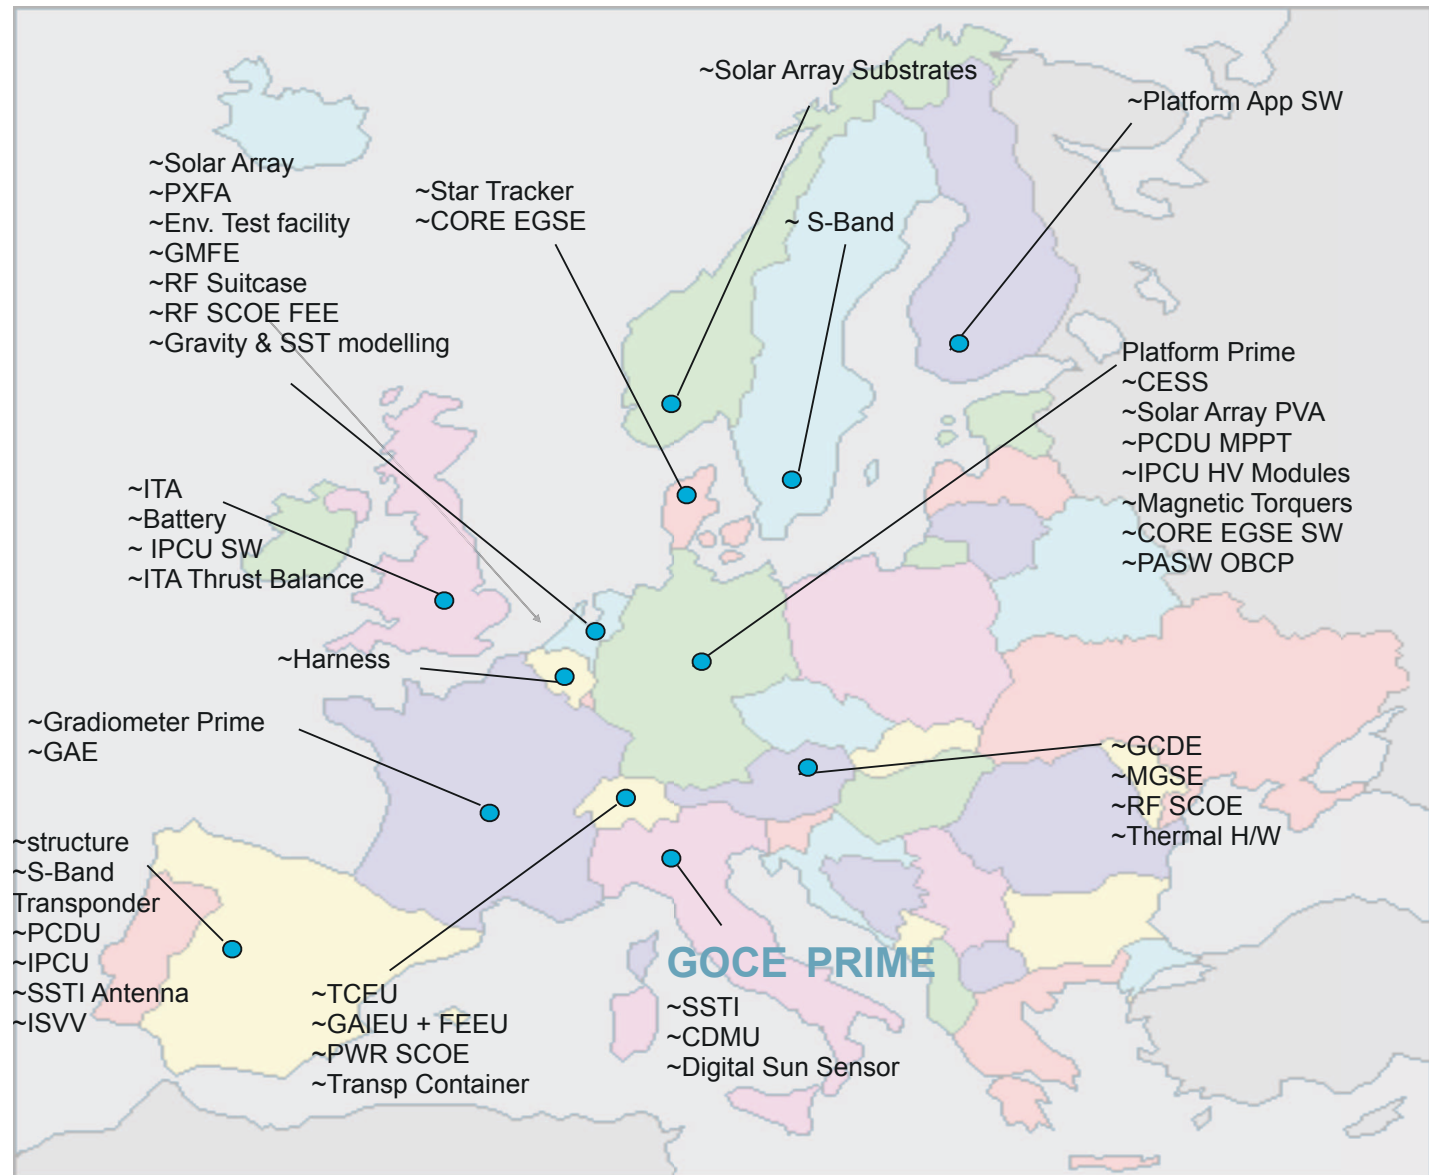 ~Solar Array Substrates
~Platform App SW
~Solar Array
~PXFA
~Env. Test facility
~GMFE
~RF Suitcase
~RF SCOE FEE
~Gravity & SST modelling
~Star Tracker
~CORE EGSE
~ S-Band
Platform Prime
~CESS
~Solar Array PVA
~PCDU MPPT
~IPCU HV Modules
~Magnetic Torquers
~CORE EGSE SW
~PASW OBCP
~ITA
~Battery
~ IPCU SW
~ITA Thrust Balance
~Harness
~Gradiometer Prime
~GAE
~GCDE
~MGSE
~RF SCOE
~Thermal H/W
~structure
~S-Band
Transponder
~PCDU
~IPCU
~SSTI Antenna
~ISVV
~TCEU
~GAIEU + FEEU
~PWR SCOE
~Transp Container
GOCE PRIME
~SSTI
~CDMU
~Digital Sun Sensor